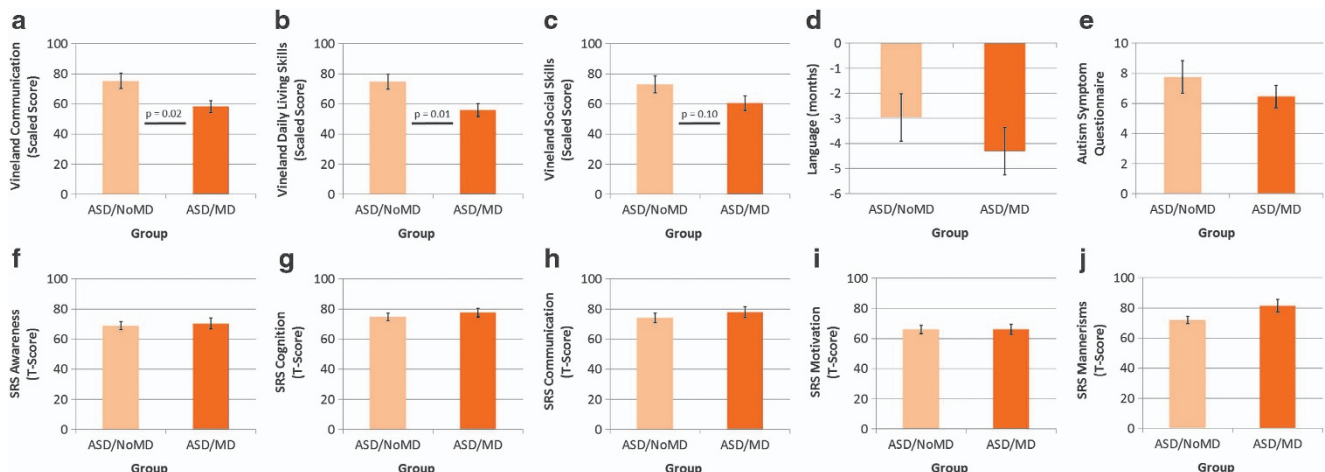 a
Vineland Communication
(Scaled Score)
100
80
60
40
20
0
p = 0.02
ASD/NoMD
ASD/MD
Group
b
Vineland Daily Living Skills
(Scaled Score)
100
80
60
40
20
0
p = 0.01
ASD/NoMD
ASD/MD
Group
c
Vineland Social Skills
(Scaled Score)
100
80
60
40
20
0
p = 0.10
ASD/NoMD
ASD/MD
Group
d
Language (months)
0
-1
-2
-3
-4
-5
-6
ASD/NoMD
ASD/MD
Group
e
Autism Symptom
Questionnaire
10
8
6
4
2
0
ASD/NoMD
ASD/MD
Group
f
SRS Awareness
(T-Score)
100
80
60
40
20
0
ASD/NoMD
ASD/MD
Group
g
SRS Cognition
(T-Score)
100
80
60
40
20
0
ASD/NoMD
ASD/MD
Group
h
SRS Communication
(T-Score)
100
80
60
40
20
0
ASD/NoMD
ASD/MD
Group
i
SRS Motivation
(T-Score)
100
80
60
40
20
0
ASD/NoMD
ASD/MD
Group
j
SRS Mannerisms
(T-Score)
100
80
60
40
20
0
ASD/NoMD
ASD/MD
Group